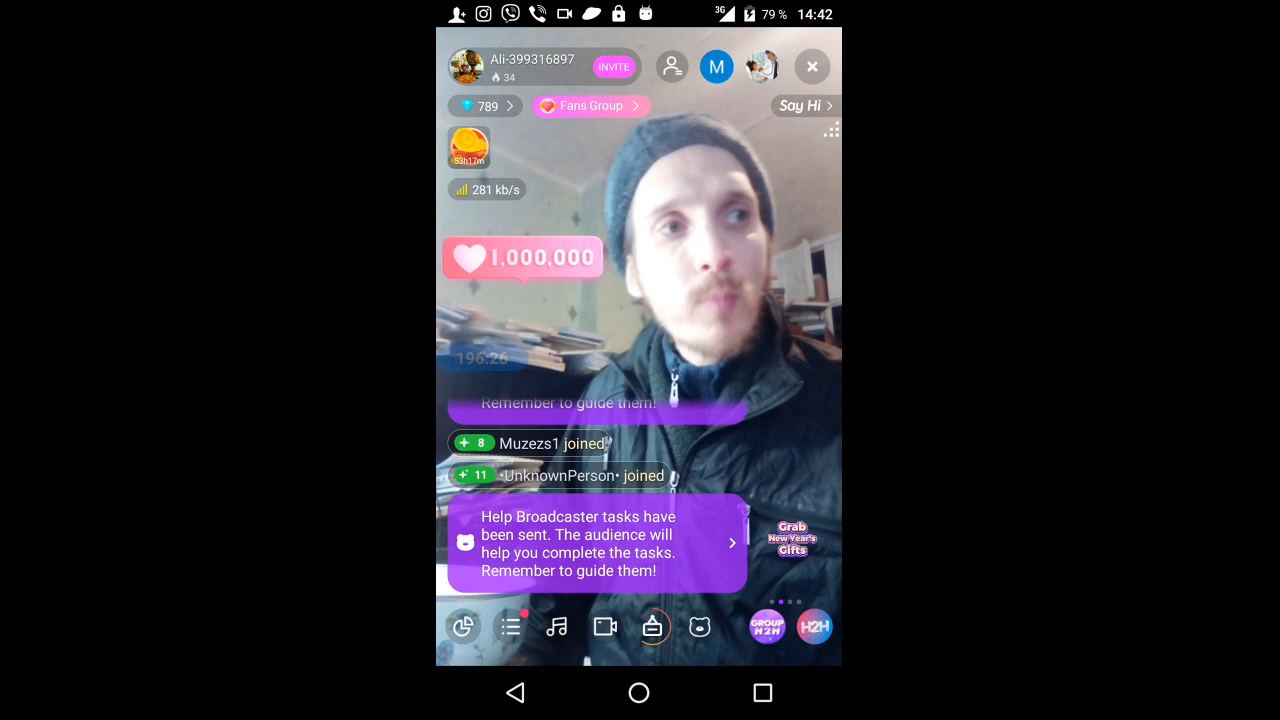 3G 79 % 14:42
Ali-399316897
34
INVITE
M
789
Fans Group
Say Hi
53h17m
281 kb/s
1,000,000
196.26
Remember to guide them!
8 Muzezs1 joined
11 •UnknownPerson• joined
Help Broadcaster tasks have
been sent. The audience will
help you complete the tasks.
Remember to guide them!
Grab
New Year's
Gifts
GROUP
H2H
H2H